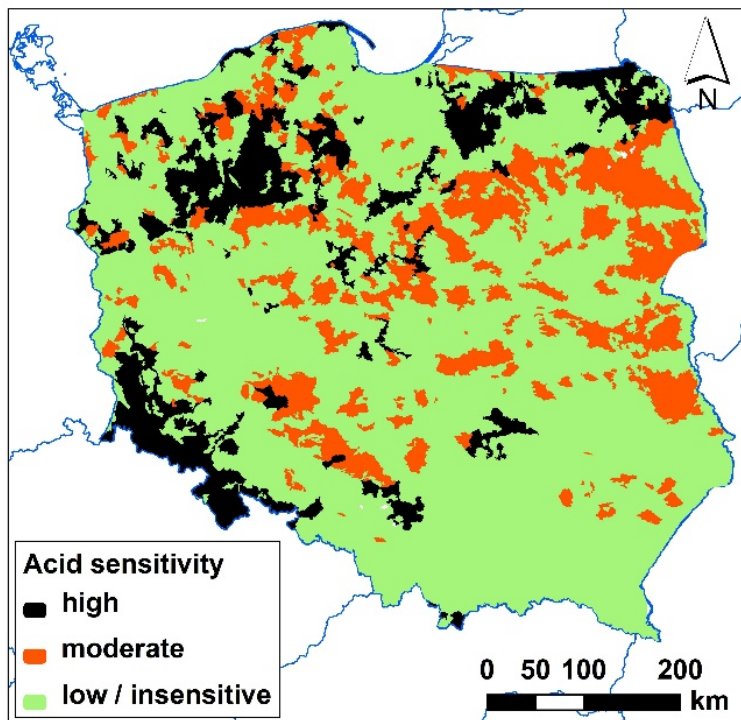 N
Acid sensitivity
high
moderate
low / insensitive
0 50 100 200
km